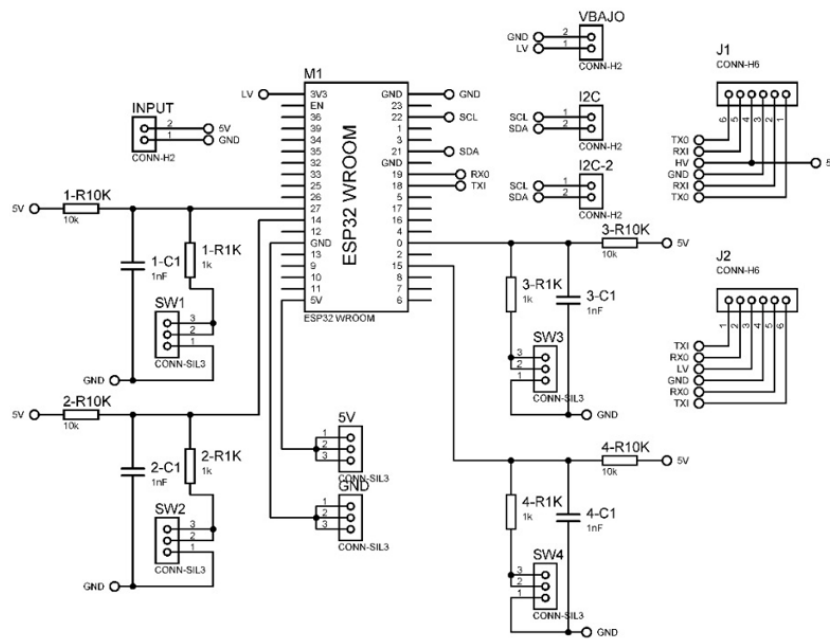 VBAJO
GND 2
LV 1
CONN-H2
J1
CONN-H6
6 5 4 3 2 1
TX0
RXI
HV
GND
RXI
TX0
5
I2C
SCL 1
SDA 2
CONN-H2
I2C-2
SCL 1
SDA 2
CONN-H2
INPUT
2 5V
1 GND
CONN-H2
M1
ESP32 WROOM
LV 3V3
EN
36
39
34
35
32
33
25
26
27
14
12
GND
13
9
10
11
5V
GND GND
23
22 SCL
1
3
21 SDA
GND
19 RX0
18 TXI
5
17
16
4
0
2
15
8
7
6
ESP32 WROOM
5V 1-R10K
10k
1-C1
1nF
1-R1K
1k
SW1
3
2
1
CONN-SIL3
GND
5V 2-R10K
10k
2-C1
1nF
2-R1K
1k
SW2
3
2
1
CONN-SIL3
GND
5V
1
2
3
CONN-SIL3
GND
1
2
3
CONN-SIL3
3-R10K 5V
10k
3-R1K
1k
3-C1
1nF
SW3
3
2
1
CONN-SIL3
GND
4-R10K 5V
10k
4-R1K
1k
4-C1
1nF
SW4
3
2
1
CONN-SIL3
GND
J2
CONN-H6
1 2 3 4 5 6
TXI
RX0
LV
GND
RX0
TXI